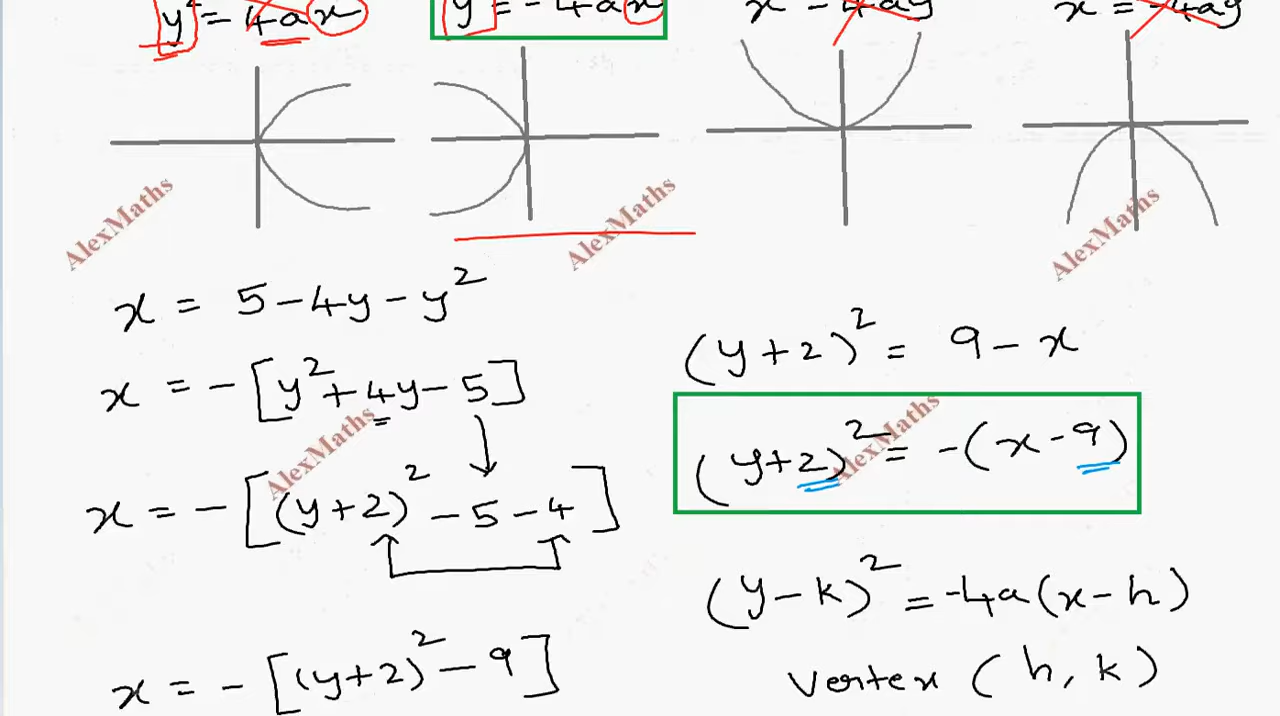 y² = 4ax
y² = -4ax
x² = 4ay
x² = -4ay
AlexMaths
AlexMaths
AlexMaths
x = 5 - 4y - y²
x = - [y² + 4y - 5]
AlexMaths
x = - [(y+2)² - 5 - 4]
x = - [(y+2)² - 9]
(y+2)² = 9 - x
AlexMaths
(y+2)² = -(x - 9)
(y - k)² = -4a(x - h)
vertex (h, k)